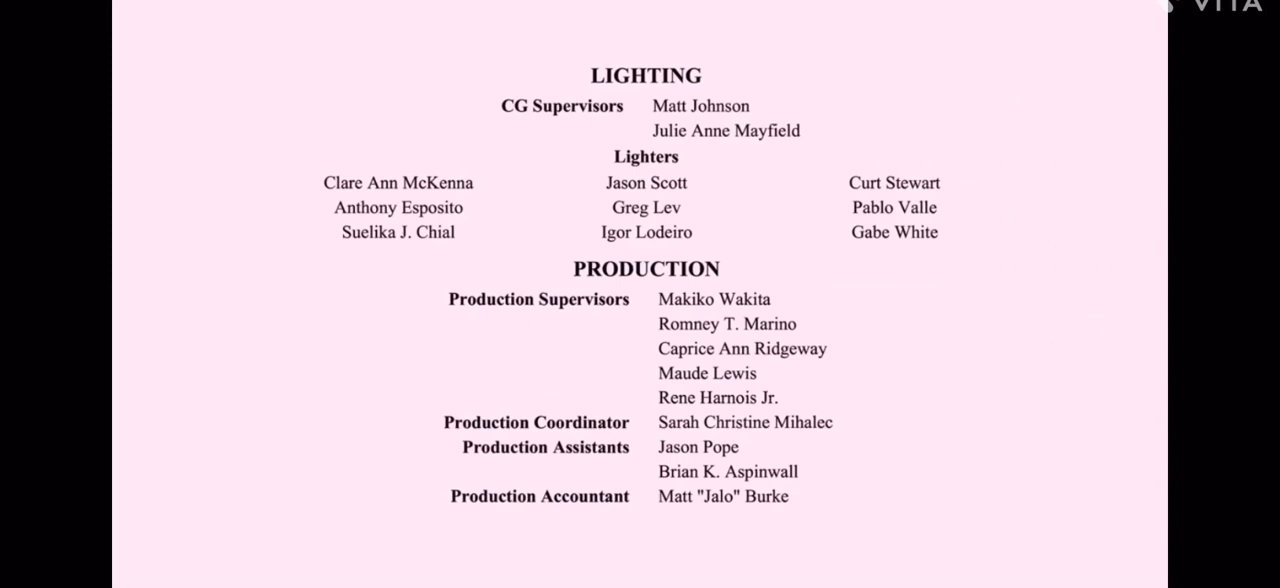 VITA
LIGHTING
CG Supervisors Matt Johnson
Julie Anne Mayfield
Lighters
Clare Ann McKenna Jason Scott Curt Stewart
Anthony Esposito Greg Lev Pablo Valle
Suelika J. Chial Igor Lodeiro Gabe White
PRODUCTION
Production Supervisors Makiko Wakita
Romney T. Marino
Caprice Ann Ridgeway
Maude Lewis
Rene Harnois Jr.
Production Coordinator Sarah Christine Mihalec
Production Assistants Jason Pope
Brian K. Aspinwall
Production Accountant Matt "Jalo" Burke